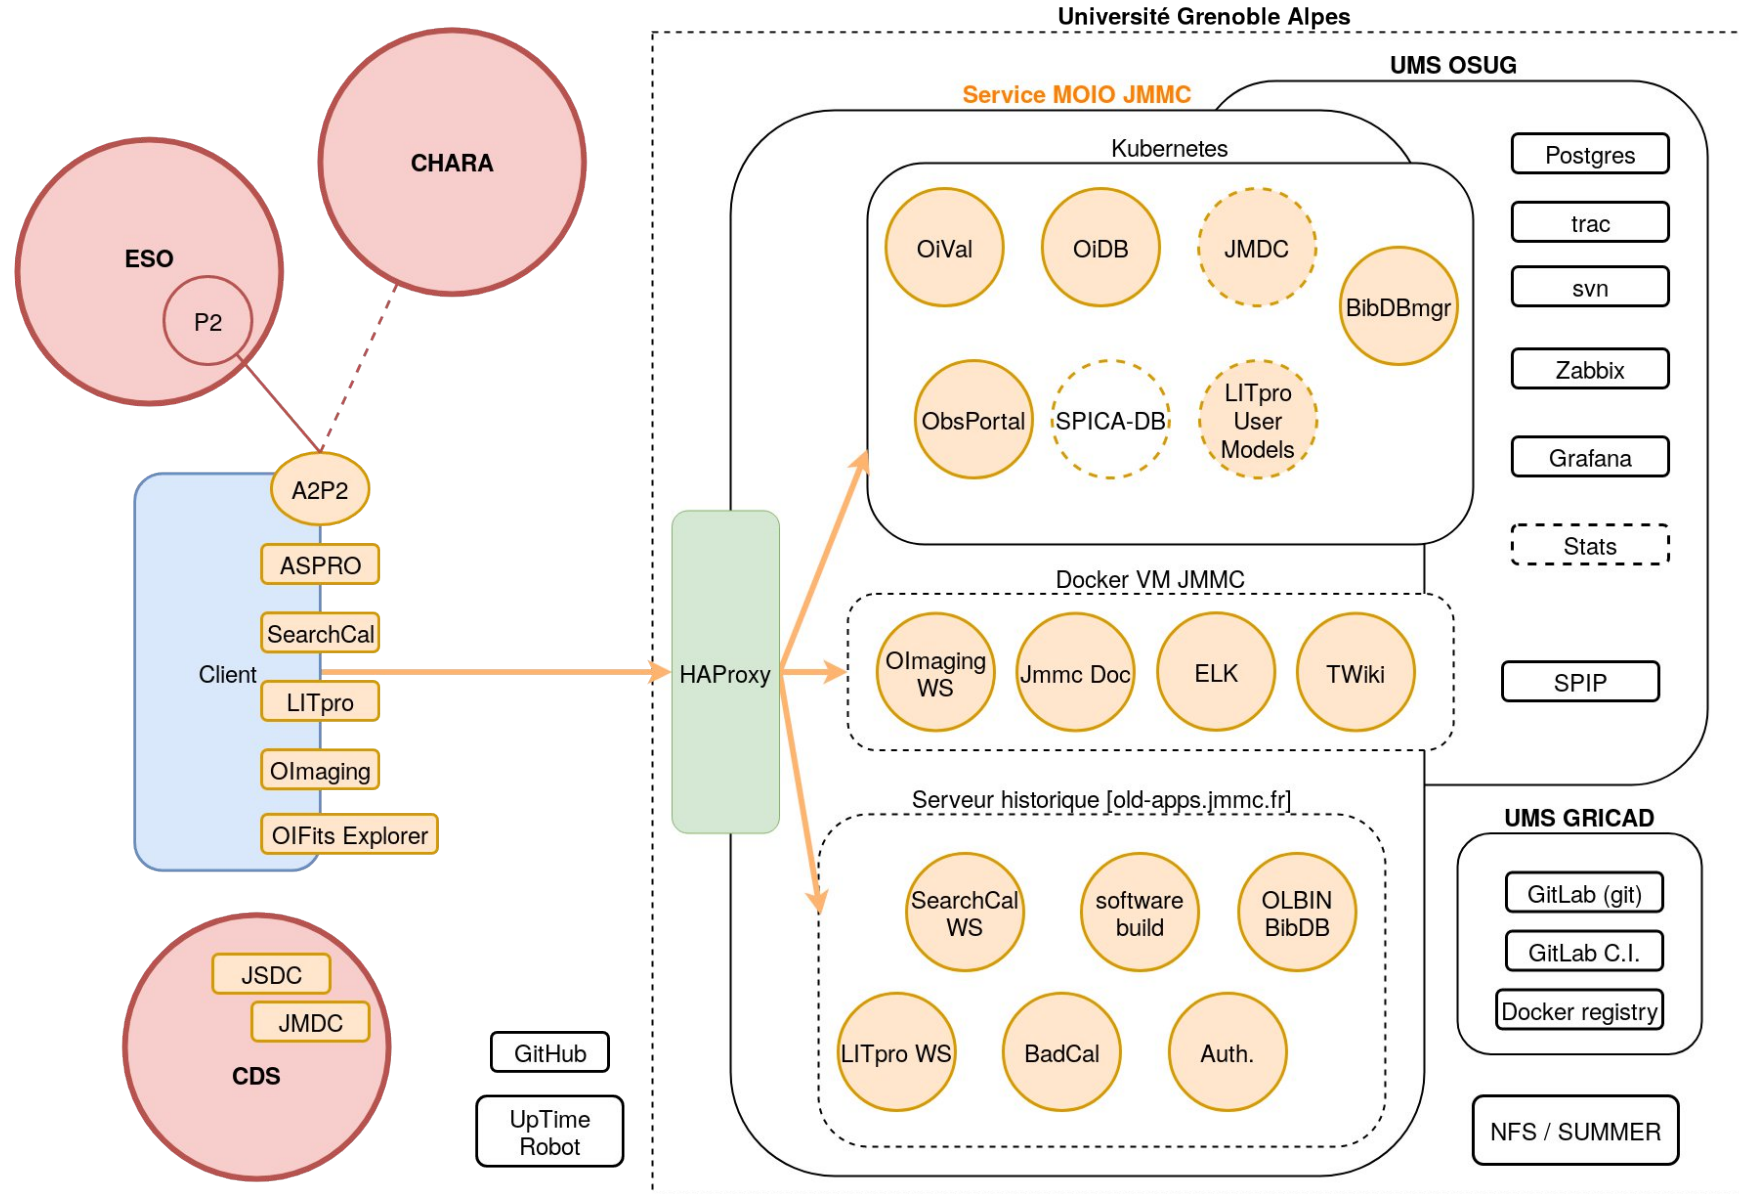 Université Grenoble Alpes
UMS OSUG
Service MOIO JMMC
Kubernetes
CHARA
ESO
P2
OiVal
OiDB
JMDC
BibDBmgr
ObsPortal
SPICA-DB
LITpro
User
Models
Postgres
trac
svn
Zabbix
Grafana
Stats
SPIP
A2P2
ASPRO
SearchCal
Client
LITpro
OImaging
OIFits Explorer
HAProxy
Docker VM JMMC
OImaging
WS
Jmmc Doc
ELK
TWiki
Serveur historique [old-apps.jmmc.fr]
SearchCal
WS
software
build
OLBIN
BibDB
LITpro WS
BadCal
Auth.
UMS GRICAD
GitLab (git)
GitLab C.I.
Docker registry
NFS / SUMMER
JSDC
JMDC
CDS
GitHub
UpTime
Robot